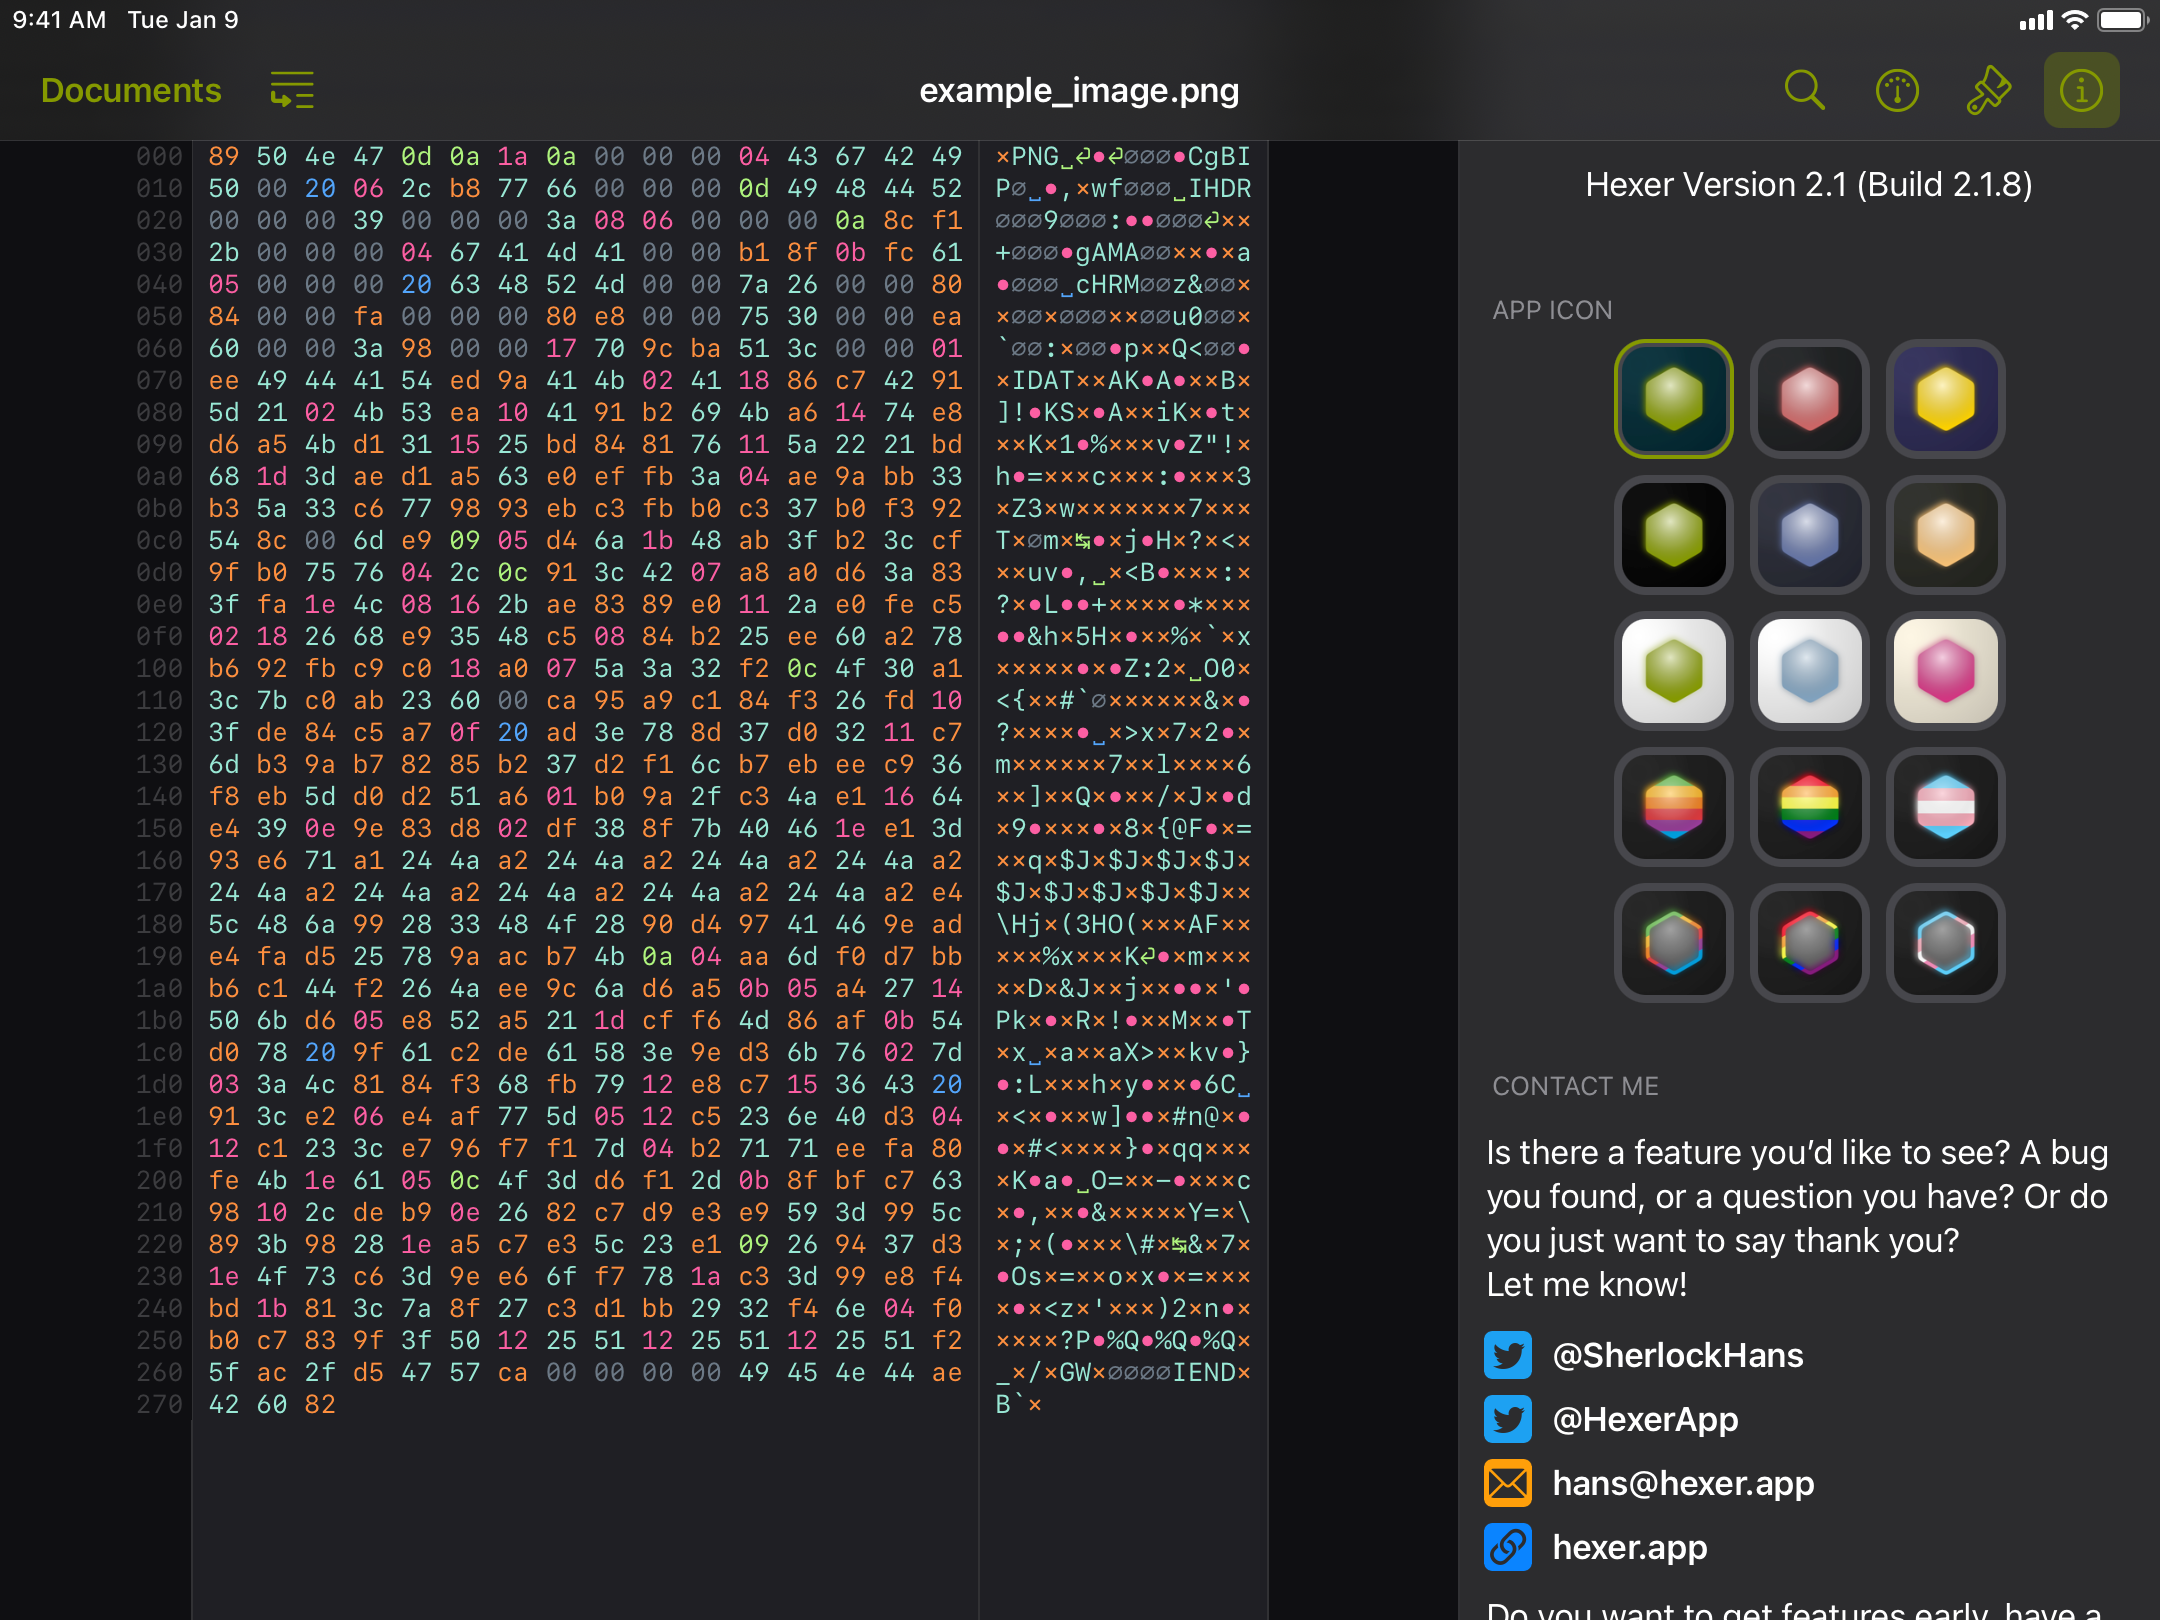 9:41 AM Tue Jan 9
Documents
example_image.png
000 89 50 4e 47 0d 0a 1a 0a 00 00 00 04 43 67 42 49 ×PNG␣⏎•⏎∅∅∅•CgBI
010 50 00 20 06 2c b8 77 66 00 00 00 0d 49 48 44 52 P∅␣•,×wf∅∅∅␣IHDR
020 00 00 00 39 00 00 00 3a 08 06 00 00 00 0a 8c f1 ∅∅∅9∅∅∅:••∅∅∅⏎××
030 2b 00 00 00 04 67 41 4d 41 00 00 b1 8f 0b fc 61 +∅∅∅•gAMA∅∅××•×a
040 05 00 00 00 20 63 48 52 4d 00 00 7a 26 00 00 80 •∅∅∅␣cHRM∅∅z&∅∅×
050 84 00 00 fa 00 00 00 80 e8 00 00 75 30 00 00 ea ×∅∅×∅∅∅××∅∅u0∅∅×
060 60 00 00 3a 98 00 00 17 70 9c ba 51 3c 00 00 01 `∅∅:×∅∅•p××Q<∅∅•
070 ee 49 44 41 54 ed 9a 41 4b 02 41 18 86 c7 42 91 ×IDAT××AK•A•××B×
080 5d 21 02 4b 53 ea 10 41 91 b2 69 4b a6 14 74 e8 ]!•KS×•A××iK×•t×
090 d6 a5 4b d1 31 15 25 bd 84 81 76 11 5a 22 21 bd ××K×1•%×××v•Z"!×
0a0 68 1d 3d ae d1 a5 63 e0 ef fb 3a 04 ae 9a bb 33 h•=×××c×××:•×××3
0b0 b3 5a 33 c6 77 98 93 eb c3 fb b0 c3 37 b0 f3 92 ×Z3×w×××××××7×××
0c0 54 8c 00 6d e9 09 05 d4 6a 1b 48 ab 3f b2 3c cf T×∅m×↹•×j•H×?×<×
0d0 9f b0 75 76 04 2c 0c 91 3c 42 07 a8 a0 d6 3a 83 ××uv•,␣×<B•×××:×
0e0 3f fa 1e 4c 08 16 2b ae 83 89 e0 11 2a e0 fe c5 ?×•L••+××××•*×××
0f0 02 18 26 68 e9 35 48 c5 08 84 b2 25 ee 60 a2 78 ••&h×5H×•××%×`×x
100 b6 92 fb c9 c0 18 a0 07 5a 3a 32 f2 0c 4f 30 a1 ×××××•×•Z:2×␣O0×
110 3c 7b c0 ab 23 60 00 ca 95 a9 c1 84 f3 26 fd 10 <{××#`∅××××××&×•
120 3f de 84 c5 a7 0f 20 ad 3e 78 8d 37 d0 32 11 c7 ?××××•␣×>x×7×2•×
130 6d b3 9a b7 82 85 b2 37 d2 f1 6c b7 eb ee c9 36 m××××××7××l××××6
140 f8 eb 5d d0 d2 51 a6 01 b0 9a 2f c3 4a e1 16 64 ××]××Q×•××/×J×•d
150 e4 39 0e 9e 83 d8 02 df 38 8f 7b 40 46 1e e1 3d ×9•×××•×8×{@F•×=
160 93 e6 71 a1 24 4a a2 24 4a a2 24 4a a2 24 4a a2 ××q×$J×$J×$J×$J×
170 24 4a a2 24 4a a2 24 4a a2 24 4a a2 24 4a a2 e4 $J×$J×$J×$J×$J××
180 5c 48 6a 99 28 33 48 4f 28 90 d4 97 41 46 9e ad \Hj×(3HO(×××AF××
190 e4 fa d5 25 78 9a ac b7 4b 0a 04 aa 6d f0 d7 bb ×××%x×××K⏎•×m×××
1a0 b6 c1 44 f2 26 4a ee 9c 6a d6 a5 0b 05 a4 27 14 ××D×&J××j××••×'•
1b0 50 6b d6 05 e8 52 a5 21 1d cf f6 4d 86 af 0b 54 Pk×•×R×!•××M××•T
1c0 d0 78 20 9f 61 c2 de 61 58 3e 9e d3 6b 76 02 7d ×x␣×a××aX>××kv•}
1d0 03 3a 4c 81 84 f3 68 fb 79 12 e8 c7 15 36 43 20 •:L×××h×y•××•6C␣
1e0 91 3c e2 06 e4 af 77 5d 05 12 c5 23 6e 40 d3 04 ×<×•××w]••×#n@×•
1f0 12 c1 23 3c e7 96 f7 f1 7d 04 b2 71 71 ee fa 80 •×#<××××}•×qq×××
200 fe 4b 1e 61 05 0c 4f 3d d6 f1 2d 0b 8f bf c7 63 ×K•a•␣O=××−•×××c
210 98 10 2c de b9 0e 26 82 c7 d9 e3 e9 59 3d 99 5c ×•,××•&×××××Y=×\
220 89 3b 98 28 1e a5 c7 e3 5c 23 e1 09 26 94 37 d3 ×;×(•×××\#×↹&×7×
230 1e 4f 73 c6 3d 9e e6 6f f7 78 1a c3 3d 99 e8 f4 •Os×=××o×x•×=×××
240 bd 1b 81 3c 7a 8f 27 c3 d1 bb 29 32 f4 6e 04 f0 ×•×<z×'×××)2×n•×
250 b0 c7 83 9f 3f 50 12 25 51 12 25 51 12 25 51 f2 ××××?P•%Q•%Q•%Q×
260 5f ac 2f d5 47 57 ca 00 00 00 00 49 45 4e 44 ae _×/×GW×∅∅∅∅IEND×
270 42 60 82 B`×
Hexer Version 2.1 (Build 2.1.8)
APP ICON
CONTACT ME
Is there a feature you’d like to see? A bug
you found, or a question you have? Or do
you just want to say thank you?
Let me know!
@SherlockHans
@HexerApp
hans@hexer.app
hexer.app
Do you want to get features early, have a